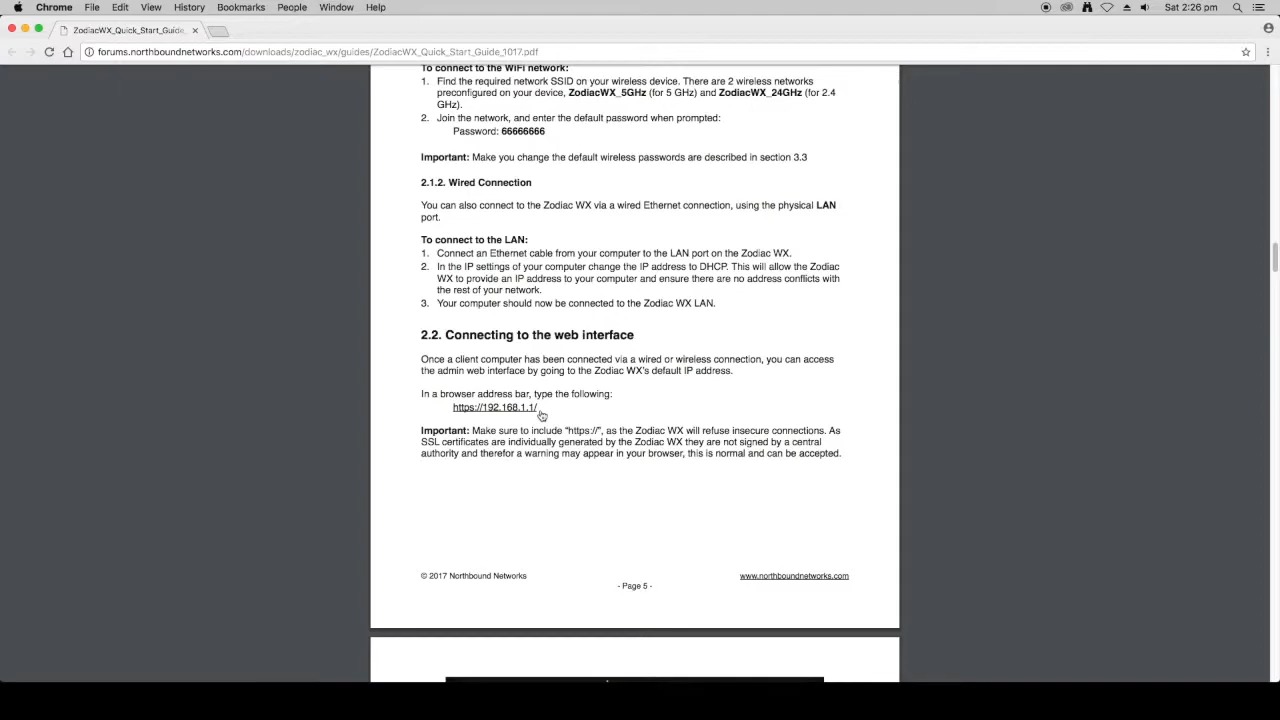 Chrome File Edit View History Bookmarks People Window Help Sat 2:26 pm
ZodiacWX_Quick_Start_Guide_
forums.northboundnetworks.com/downloads/zodiac_wx/guides/ZodiacWX_Quick_Start_Guide_1017.pdf
To connect to the WiFi network:
1. Find the required network SSID on your wireless device. There are 2 wireless networks
preconfigured on your device, ZodiacWX_5GHz (for 5 GHz) and ZodiacWX_24GHz (for 2.4
GHz).
2. Join the network, and enter the default password when prompted:
Password: 66666666
Important: Make you change the default wireless passwords are described in section 3.3
2.1.2. Wired Connection
You can also connect to the Zodiac WX via a wired Ethernet connection, using the physical LAN
port.
To connect to the LAN:
1. Connect an Ethernet cable from your computer to the LAN port on the Zodiac WX.
2. In the IP settings of your computer change the IP address to DHCP. This will allow the Zodiac
WX to provide an IP address to your computer and ensure there are no address conflicts with
the rest of your network.
3. Your computer should now be connected to the Zodiac WX LAN.
2.2. Connecting to the web interface
Once a client computer has been connected via a wired or wireless connection, you can access
the admin web interface by going to the Zodiac WX's default IP address.
In a browser address bar, type the following:
https://192.168.1.1/
Important: Make sure to include "https://", as the Zodiac WX will refuse insecure connections. As
SSL certificates are individually generated by the Zodiac WX they are not signed by a central
authority and therefor a warning may appear in your browser, this is normal and can be accepted.
© 2017 Northbound Networks www.northboundnetworks.com
- Page 5 -